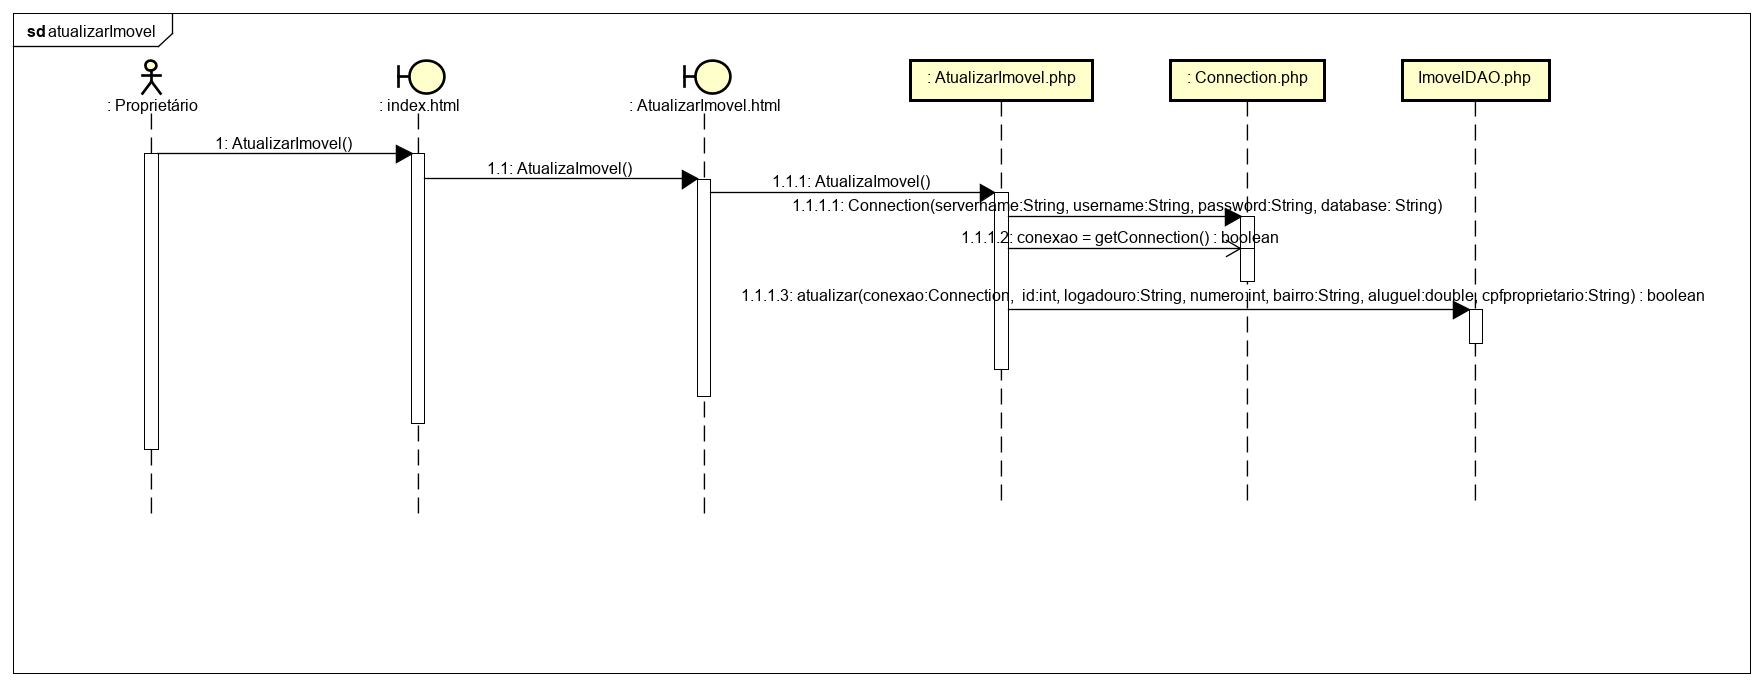 sd atualizarImovel
: Proprietário
: index.html
: AtualizarImovel.html
: AtualizarImovel.php
: Connection.php
ImovelDAO.php
1: AtualizarImovel()
1.1: AtualizaImovel()
1.1.1: AtualizaImovel()
1.1.1.1: Connection(servername:String, username:String, password:String, database: String)
1.1.1.2: conexao = getConnection() : boolean
1.1.1.3: atualizar(conexao:Connection, id:int, logadouro:String, numero:int, bairro:String, aluguel:double, cpfproprietario:String) : boolean